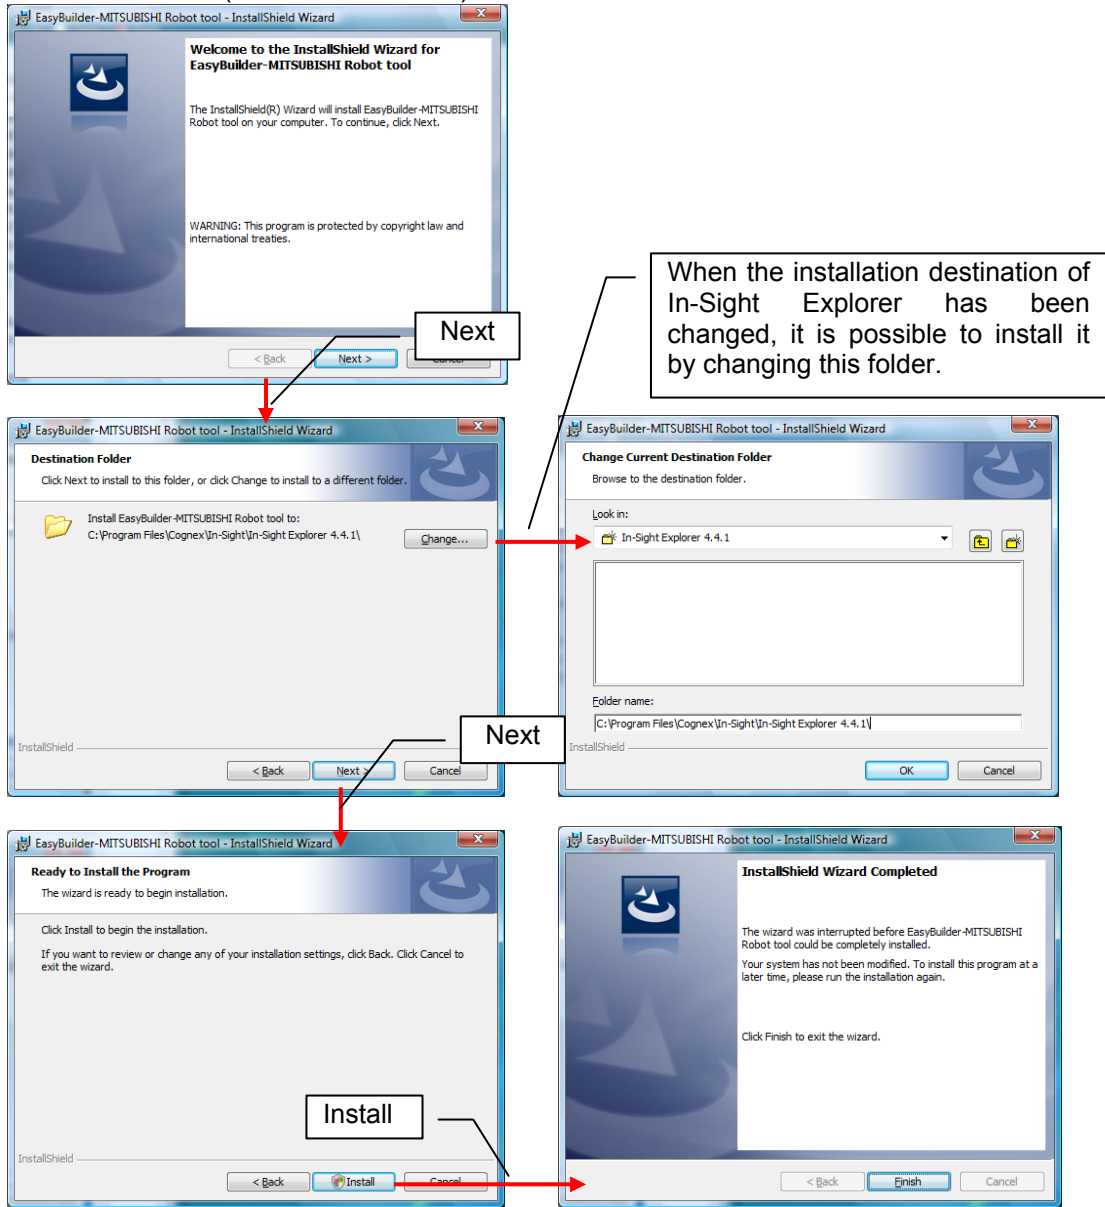 EasyBuilder-MITSUBISHI Robot tool - InstallShield Wizard
Welcome to the InstallShield Wizard for
EasyBuilder-MITSUBISHI Robot tool
The InstallShield(R) Wizard will install EasyBuilder-MITSUBISHI
Robot tool on your computer. To continue, click Next.
WARNING: This program is protected by copyright law and
international treaties.
< Back
Next >
Cancel
Next
When the installation destination of
In-Sight Explorer has been
changed, it is possible to install it
by changing this folder.
EasyBuilder-MITSUBISHI Robot tool - InstallShield Wizard
Destination Folder
Click Next to install to this folder, or click Change to install to a different folder.
Install EasyBuilder-MITSUBISHI Robot tool to:
C:\Program Files\Cognex\In-Sight\In-Sight Explorer 4.4.1\
Change...
InstallShield
< Back
Next >
Cancel
Next
EasyBuilder-MITSUBISHI Robot tool - InstallShield Wizard
Change Current Destination Folder
Browse to the destination folder.
Look in:
In-Sight Explorer 4.4.1
Folder name:
C:\Program Files\Cognex\In-Sight\In-Sight Explorer 4.4.1\
InstallShield
OK
Cancel
EasyBuilder-MITSUBISHI Robot tool - InstallShield Wizard
Ready to Install the Program
The wizard is ready to begin installation.
Click Install to begin the installation.
If you want to review or change any of your installation settings, click Back. Click Cancel to
exit the wizard.
Install
InstallShield
< Back
Install
Cancel
EasyBuilder-MITSUBISHI Robot tool - InstallShield Wizard
InstallShield Wizard Completed
The wizard was interrupted before EasyBuilder-MITSUBISHI
Robot tool could be completely installed.
Your system has not been modified. To install this program at a
later time, please run the installation again.
Click Finish to exit the wizard.
< Back
Finish
Cancel